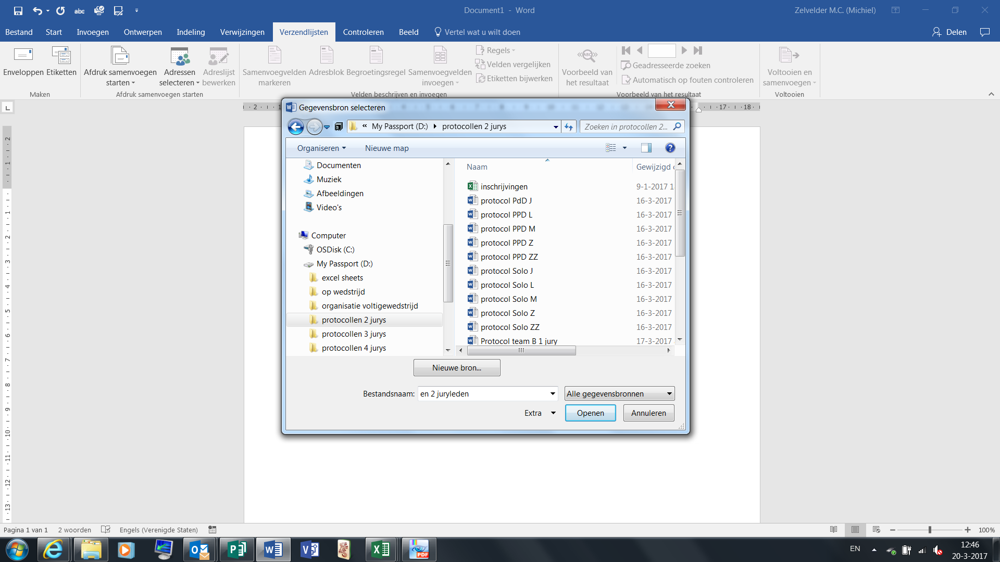 Document1 - Word
Zelvelder M.C. (Michiel)
Bestand Start Invoegen Ontwerpen Indeling Verwijzingen Verzendlijsten Controleren Beeld Vertel wat u wilt doen Delen
Enveloppen Etiketten
Maken
Afdruk samenvoegen starten
Adressen selecteren
Adreslijst bewerken
Afdruk samenvoegen starten
Samenvoegvelden markeren
Adresblok
Begroetingsregel
Samenvoegvelden invoegen
Regels
Velden vergelijken
Etiketten bijwerken
Velden beschrijven en invoegen
Voorbeeld van het resultaat
Geadresseerde zoeken
Automatisch op fouten controleren
Voorbeeld van het resultaat
Voltooien en samenvoegen
Voltooien
Gegevensbron selecteren
« My Passport (D:) protocollen 2 jurys
Zoeken in protocollen 2...
Organiseren Nieuwe map
Documenten
Muziek
Afbeeldingen
Video's
Computer
OSDisk (C:)
My Passport (D:)
excel sheets
op wedstrijd
organisatie voltigewedstrijd
protocollen 2 jurys
protocollen 3 jurys
protocollen 4 jurys
Naam Gewijzigd
inschrijvingen 9-1-2017 1
protocol PdD J 16-3-2017
protocol PPD L 16-3-2017
protocol PPD M 16-3-2017
protocol PPD Z 16-3-2017
protocol PPD ZZ 16-3-2017
protocol Solo J 16-3-2017
protocol Solo L 16-3-2017
protocol Solo M 16-3-2017
protocol Solo Z 16-3-2017
protocol Solo ZZ 16-3-2017
Protocol team B 1 jury 17-3-2017
Nieuwe bron...
Bestandsnaam: en 2 juryleden Alle gegevensbronnen
Extra Openen Annuleren
Pagina 1 van 1 2 woorden Engels (Verenigde Staten) 100%
EN
12:46
20-3-2017